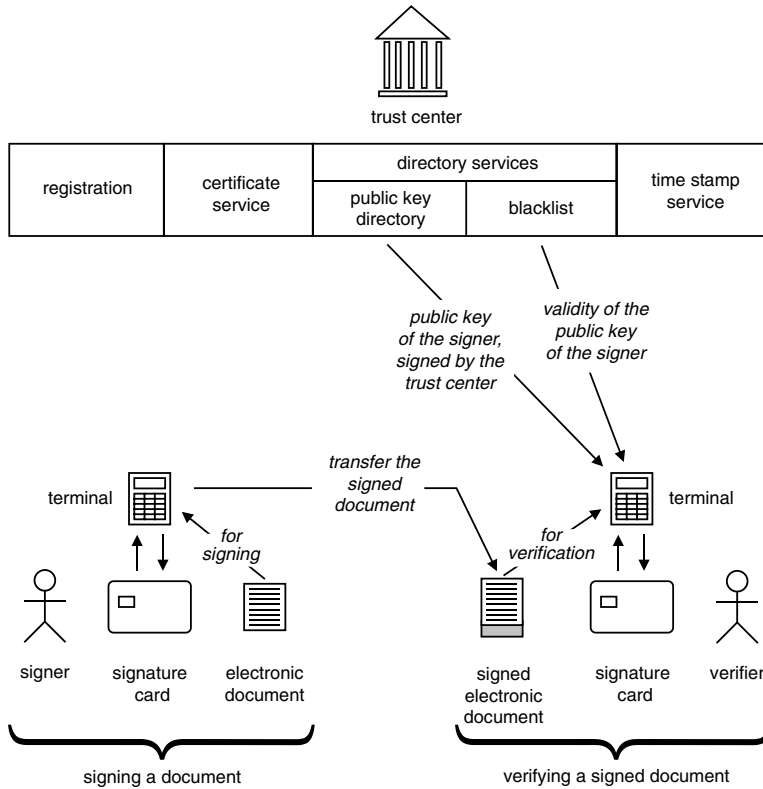 trust center
registration
certificate
service
directory services
public key
directory
blacklist
time stamp
service
public key
of the signer,
signed by the
trust center
validity of the
public key
of the signer
transfer the
signed
document
terminal
for
signing
for
verification
terminal
signer
signature
card
electronic
document
signed
electronic
document
signature
card
verifier
signing a document
verifying a signed document